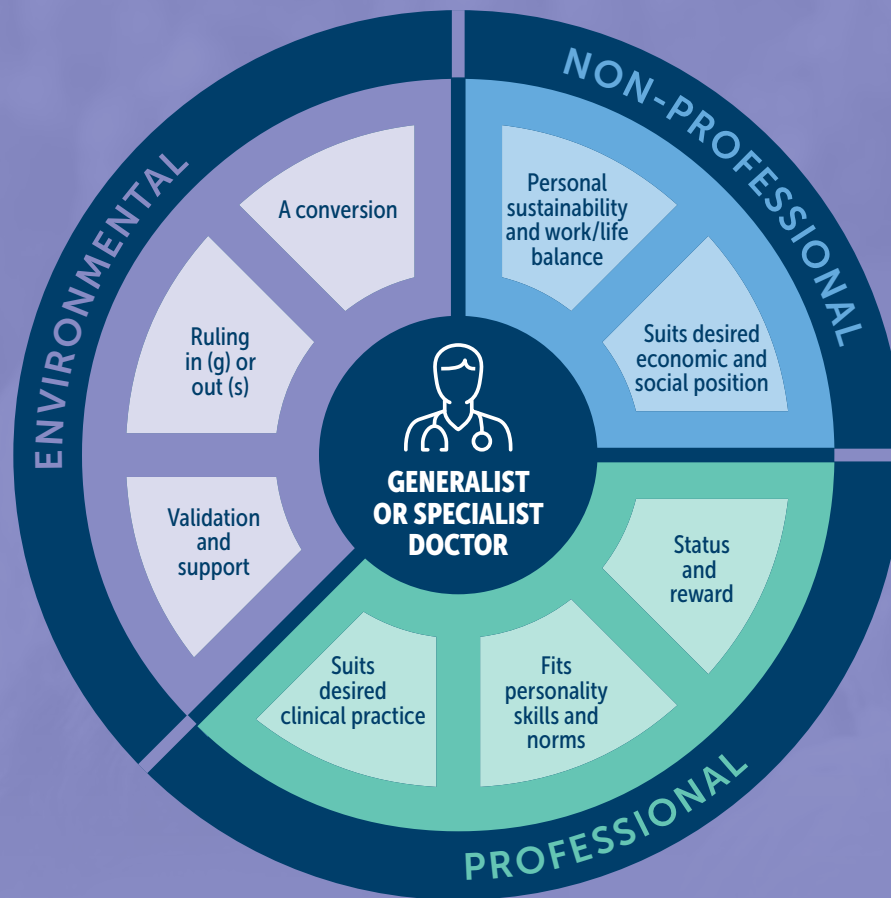 ENVIRONMENTAL
NON-PROFESSIONAL
A conversion
Personal
sustainability
and work/life
balance
Ruling
in (g) or
out (s)
Suits desired
economic and
social position
GENERALIST
OR SPECIALIST
DOCTOR
Validation
and
support
Status
and
reward
Suits
desired
clinical practice
Fits
personality
skills and
norms
PROFESSIONAL